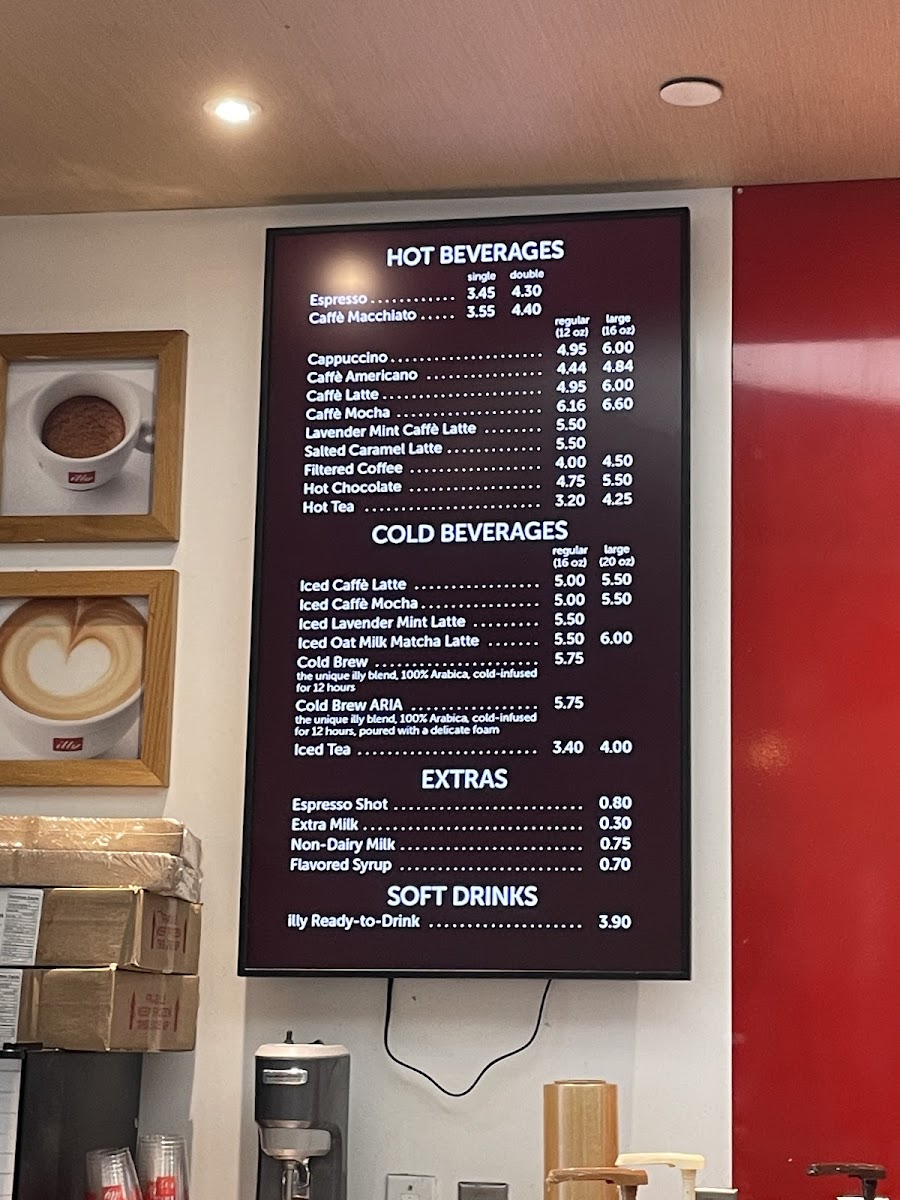 HOT BEVERAGES
single double
Espresso ............ 3.45 4.30
Caffè Macchiato ..... 3.55 4.40
regular large
(12 oz) (16 oz)
Cappuccino ...................... 4.95 6.00
Caffè Americano ................. 4.44 4.84
Caffè Latte ....................... 4.95 6.00
Caffè Mocha ..................... 6.16 6.60
Lavender Mint Caffè Latte ........ 5.50
Salted Caramel Latte ............. 5.50
Filtered Coffee ................... 4.00 4.50
Hot Chocolate ................... 4.75 5.50
Hot Tea .......................... 3.20 4.25
COLD BEVERAGES
regular large
(16 oz) (20 oz)
Iced Caffè Latte ................. 5.00 5.50
Iced Caffè Mocha ................ 5.00 5.50
Iced Lavender Mint Latte ......... 5.50
Iced Oat Milk Matcha Latte ........ 5.50 6.00
Cold Brew ....................... 5.75
the unique illy blend, 100% Arabica, cold-infused
for 12 hours
Cold Brew ARIA .................. 5.75
the unique illy blend, 100% Arabica, cold-infused
for 12 hours, poured with a delicate foam
Iced Tea ......................... 3.40 4.00
EXTRAS
Espresso Shot ........................... 0.80
Extra Milk ............................... 0.30
Non-Dairy Milk .......................... 0.75
Flavored Syrup .......................... 0.70
SOFT DRINKS
illy Ready-to-Drink ...................... 3.90
illy
illy